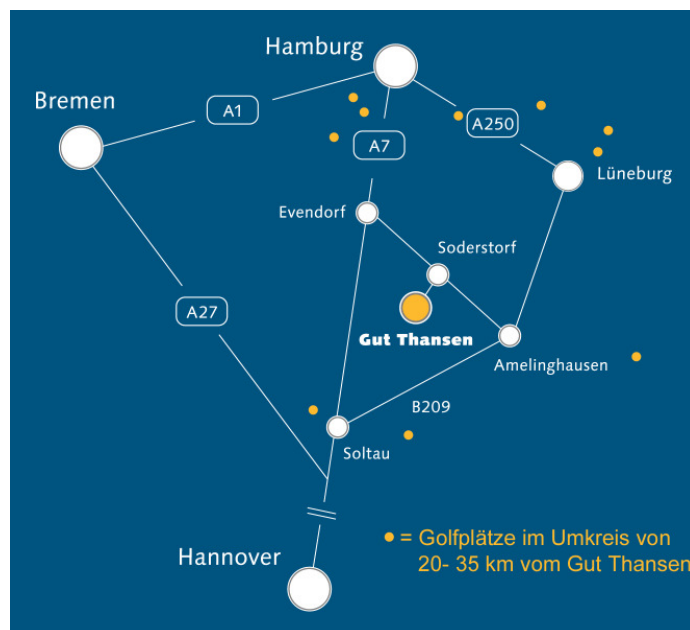 Hamburg
Bremen
A1
A250
A7
Lüneburg
Evendorf
Soderstorf
A27
Gut Thansen
Amelinghausen
B209
Soltau
Hannover
= Golfplätze im Umkreis von
20- 35 km vom Gut Thansen